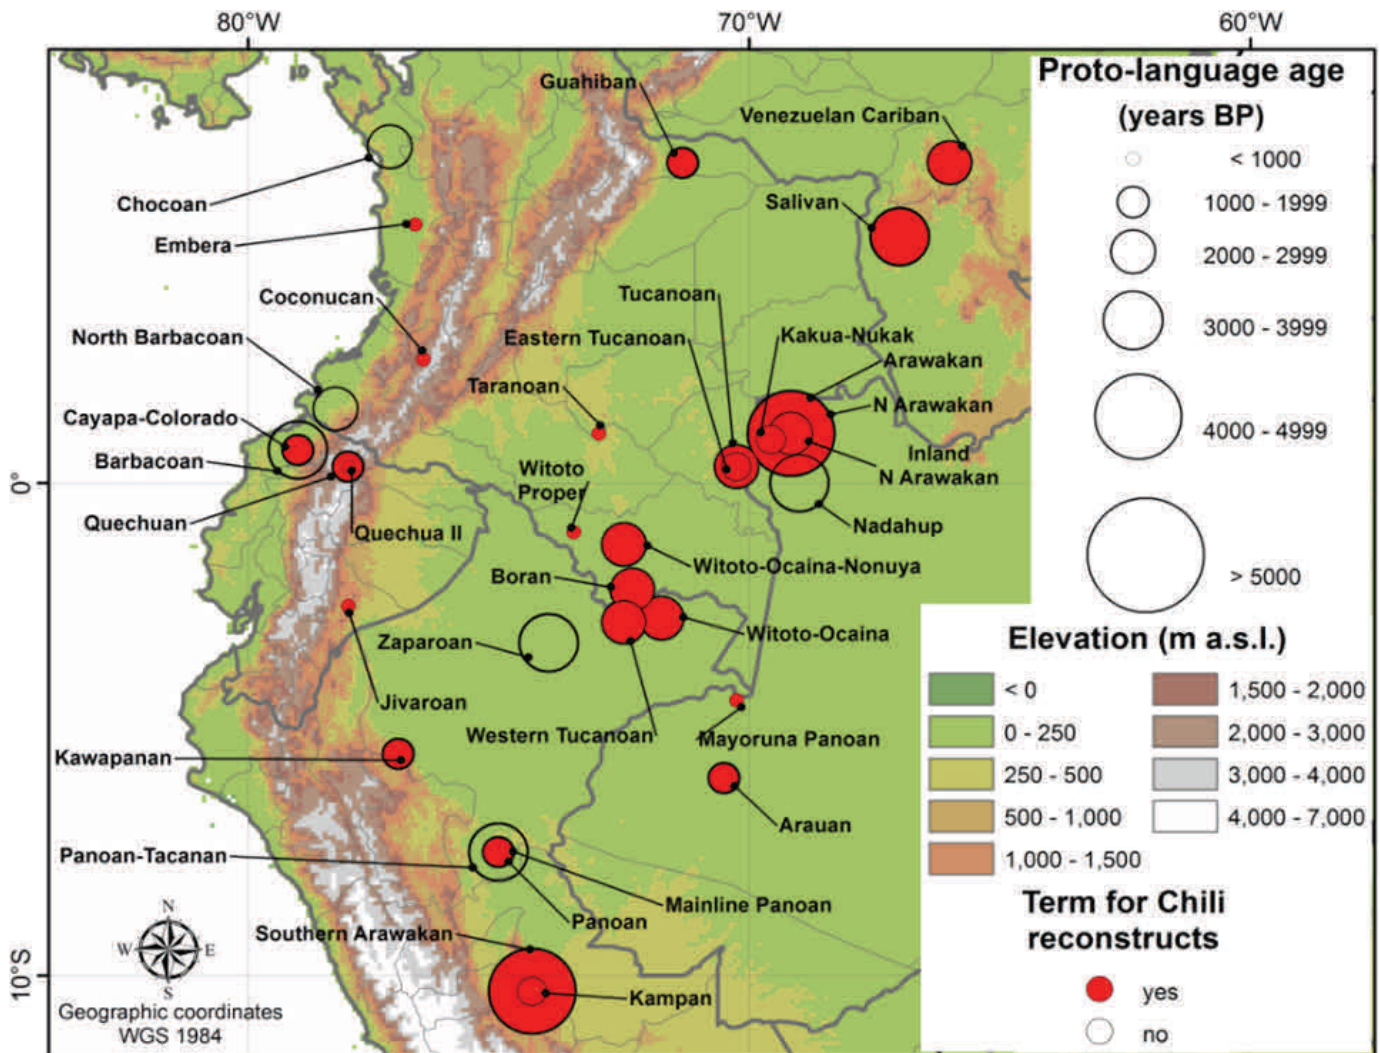 80°W
70°W
60°W
Proto-language age
(years BP)
< 1000
1000 - 1999
2000 - 2999
3000 - 3999
4000 - 4999
> 5000
Guahiban
Venezuelan Cariban
Chocoan
Salivan
Embera
Tucanoan
Coconucan
Kakua-Nukak
North Barbacoan
Eastern Tucanoan
Arawakan
Taranoan
N Arawakan
Cayapa-Colorado
Inland
N Arawakan
Barbacoan
Witoto
Proper
0°
Quechuan
Quechua II
Nadahup
Witoto-Ocaina-Nonuya
Boran
Zaparoan
Witoto-Ocaina
Jivaroan
Western Tucanoan
Mayoruna Panoan
Kawapanan
Arauan
Panoan-Tacanan
Mainline Panoan
Panoan
Southern Arawakan
Kampan
10°S
Elevation (m a.s.l.)
< 0
1,500 - 2,000
0 - 250
2,000 - 3,000
250 - 500
3,000 - 4,000
500 - 1,000
4,000 - 7,000
1,000 - 1,500
Term for Chili
reconstructs
yes
no
N
W E
S
Geographic coordinates
WGS 1984